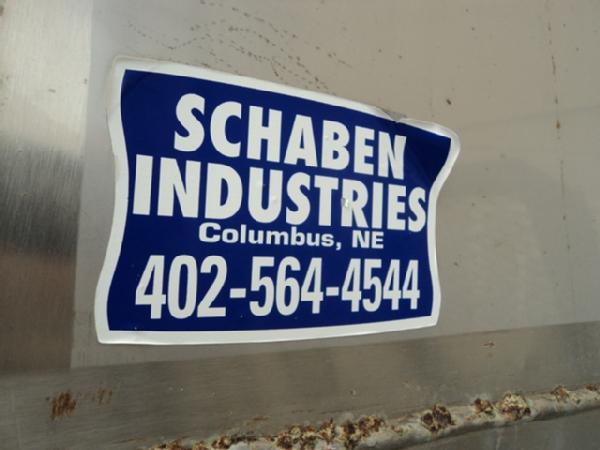 SCHABEN
INDUSTRIES
Columbus, NE
402-564-4544